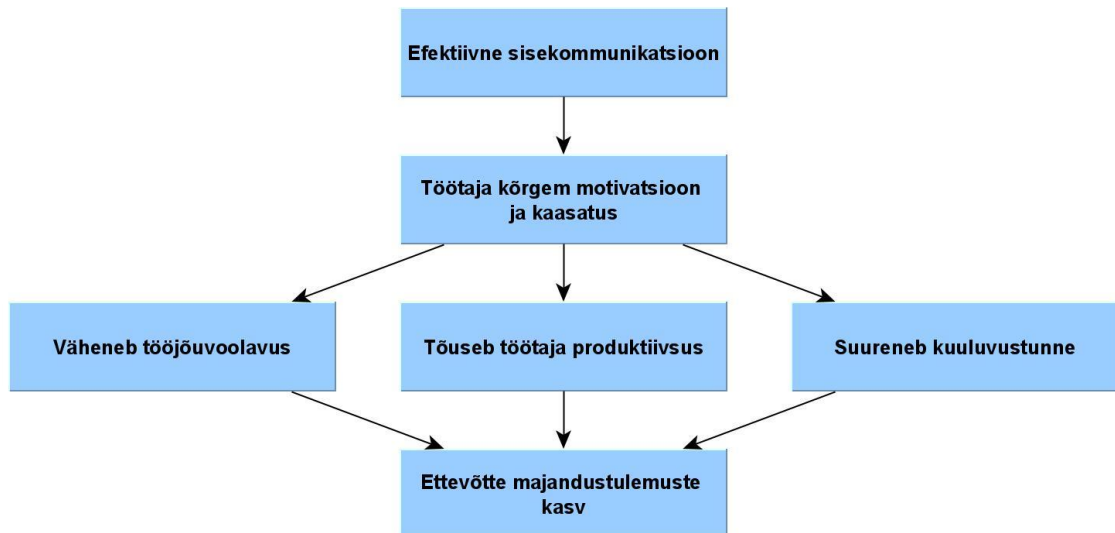 Efektiivne sisekommunikatsioon
Töötaja kõrgem motivatsioon
ja kaasatus
Väheneb tööjõuvoolavus
Tõuseb töötaja produktiivsus
Suureneb kuuluvustunne
Ettevõtte majandustulemuste
kasv